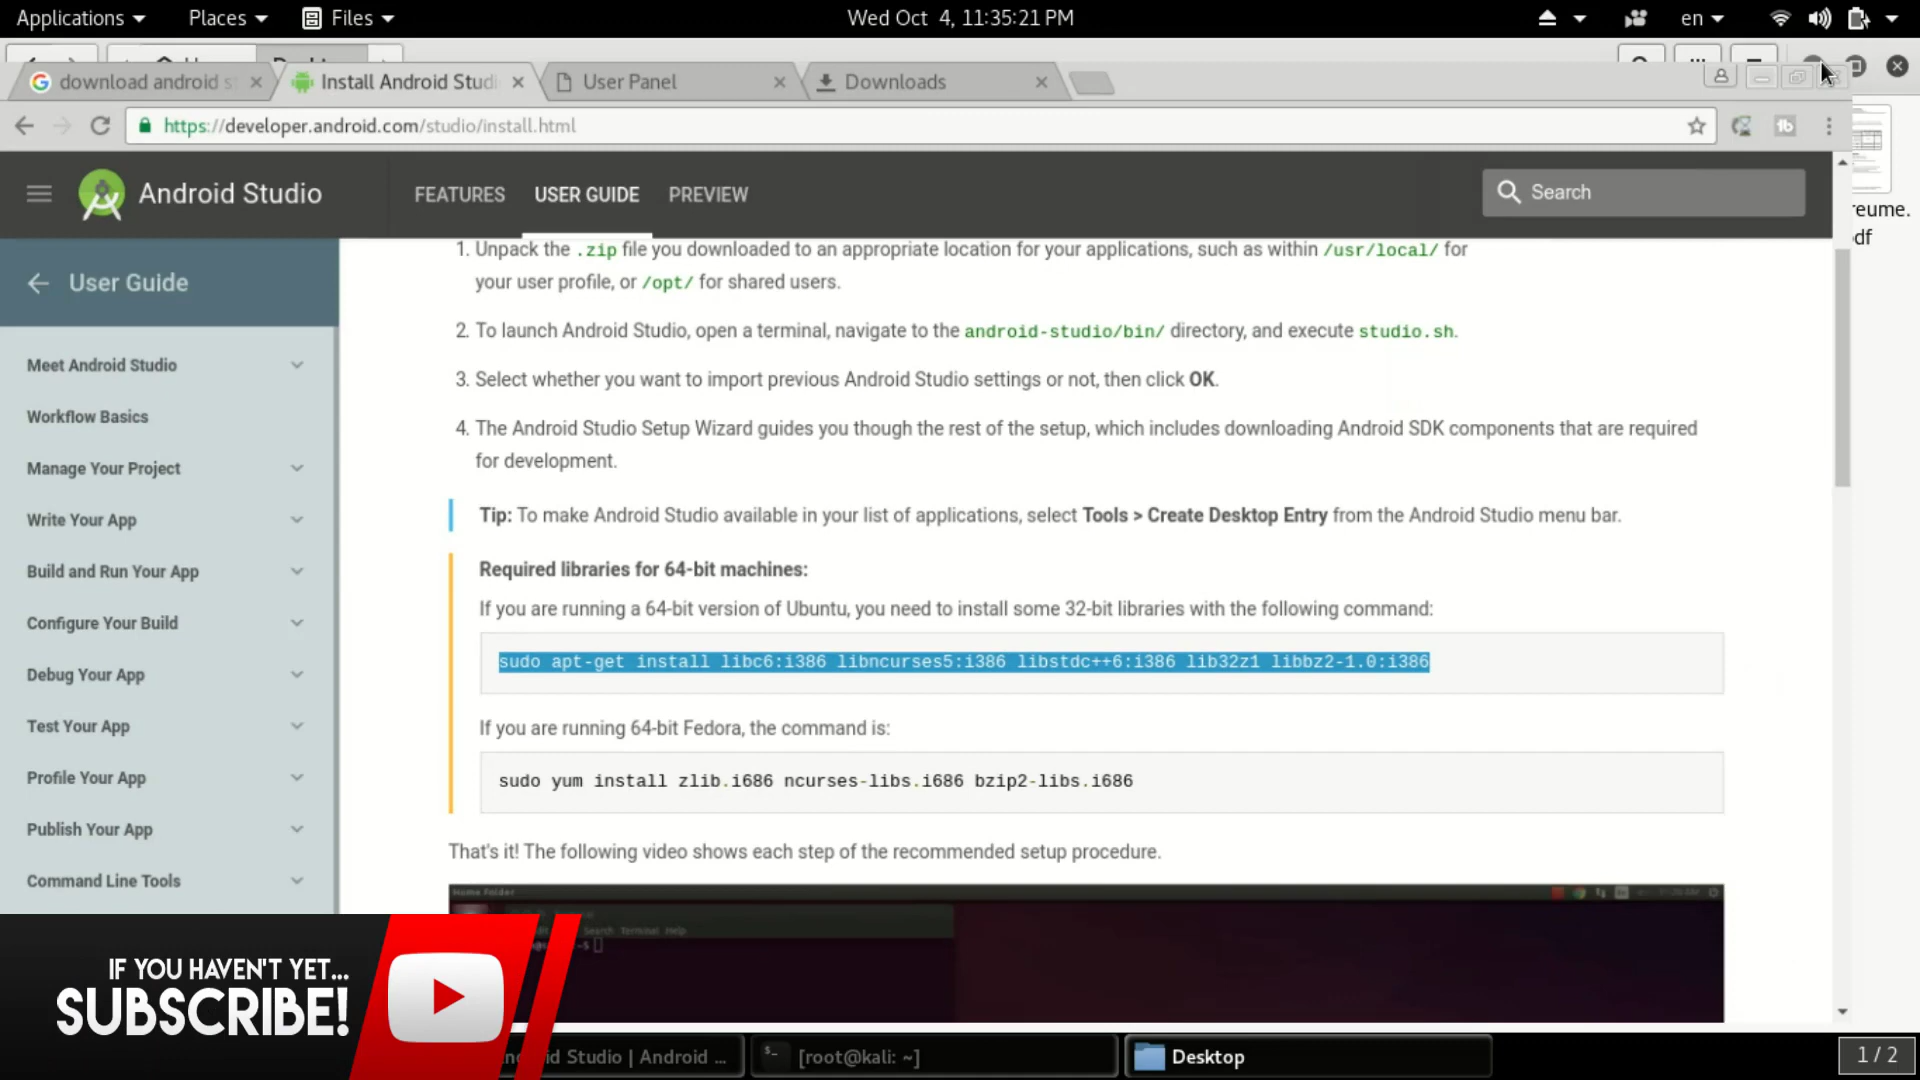 Applications Places Files Wed Oct 4, 11:35:21 PM en
download android s Install Android Studi User Panel Downloads
https://developer.android.com/studio/install.html
Android Studio FEATURES USER GUIDE PREVIEW Search
eume.
df
User Guide
Meet Android Studio
Workflow Basics
Manage Your Project
Write Your App
Build and Run Your App
Configure Your Build
Debug Your App
Test Your App
Profile Your App
Publish Your App
Command Line Tools
1. Unpack the .zip file you downloaded to an appropriate location for your applications, such as within /usr/local/ for
your user profile, or /opt/ for shared users.
2. To launch Android Studio, open a terminal, navigate to the android-studio/bin/ directory, and execute studio.sh.
3. Select whether you want to import previous Android Studio settings or not, then click OK.
4. The Android Studio Setup Wizard guides you though the rest of the setup, which includes downloading Android SDK components that are required
for development.
Tip: To make Android Studio available in your list of applications, select Tools > Create Desktop Entry from the Android Studio menu bar.
Required libraries for 64-bit machines:
If you are running a 64-bit version of Ubuntu, you need to install some 32-bit libraries with the following command:
sudo apt-get install libc6:i386 libncurses5:i386 libstdc++6:i386 lib32z1 libbz2-1.0:i386
If you are running 64-bit Fedora, the command is:
sudo yum install zlib.i686 ncurses-libs.i686 bzip2-libs.i686
That's it! The following video shows each step of the recommended setup procedure.
Home Folder
Search Terminal Help
IF YOU HAVEN'T YET...
SUBSCRIBE!
d Studio | Android ... [root@kali: ~] Desktop 1 / 2